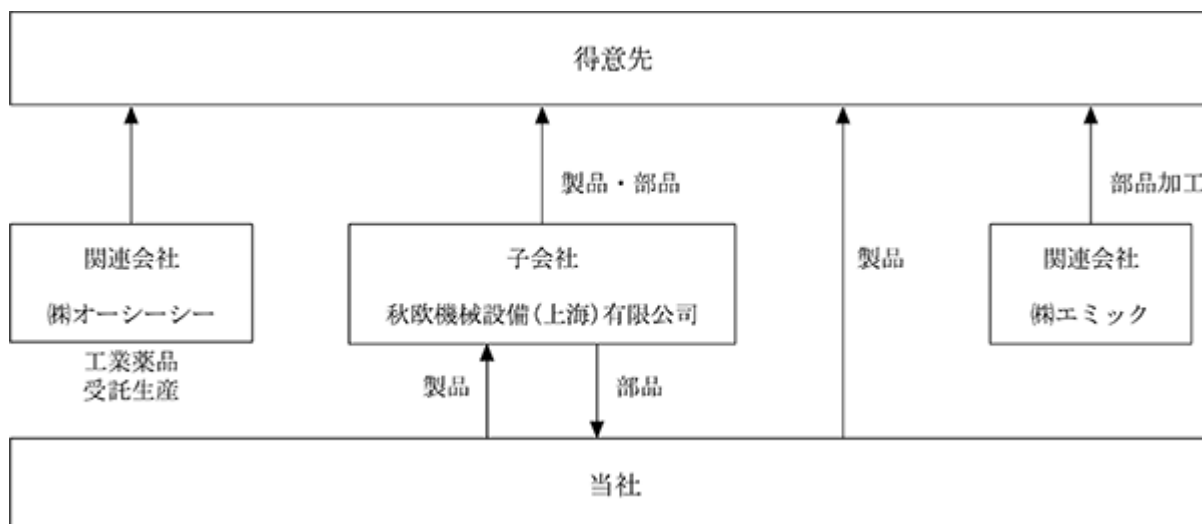 得意先
製品・部品
部品加工
関連会社
㈱オーシーシー
工業薬品
受託生産
子会社
秋欧機械設備(上海)有限公司
製品
関連会社
㈱エミック
製品
部品
当社